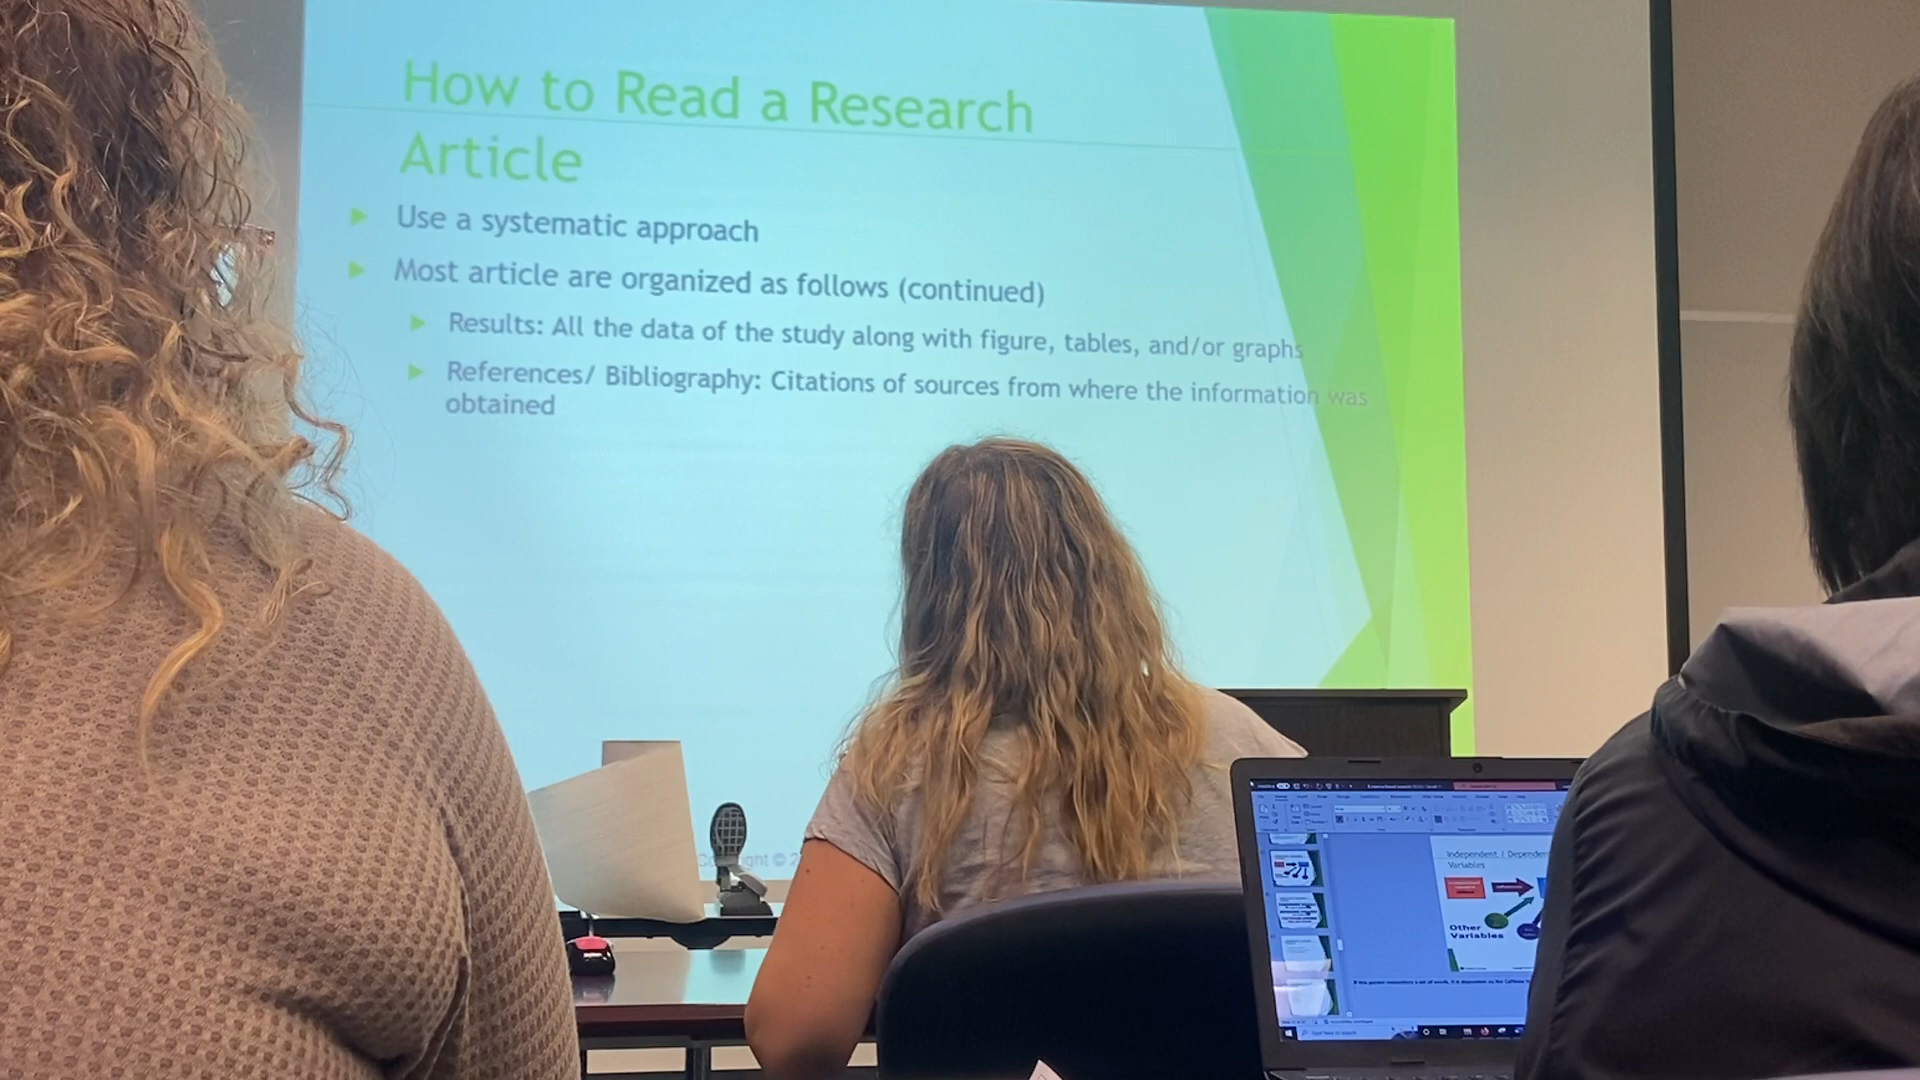 How to Read a Research
Article
Use a systematic approach
Most article are organized as follows (continued)
Results: All the data of the study along with figure, tables, and/or graphs
References/ Bibliography: Citations of sources from where the information was
obtained
Independent / Dependen
Variables
Other
Variables